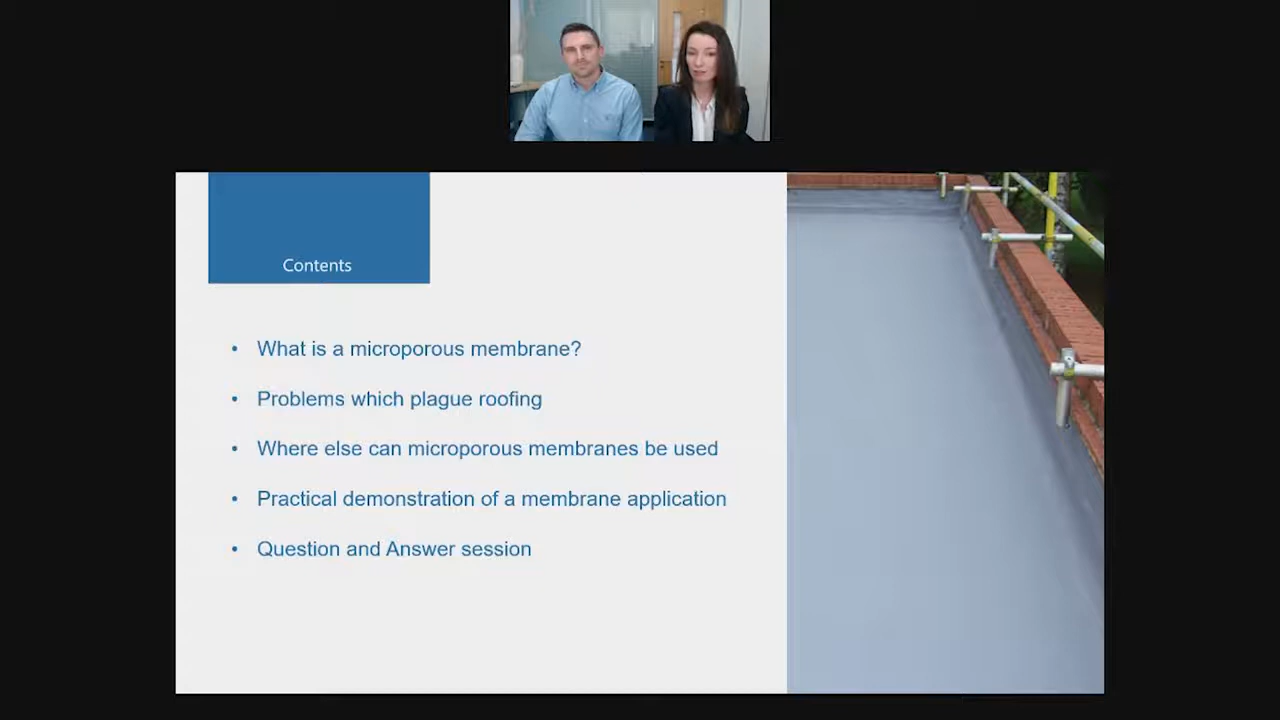 Contents
• What is a microporous membrane?
• Problems which plague roofing
• Where else can microporous membranes be used
• Practical demonstration of a membrane application
• Question and Answer session